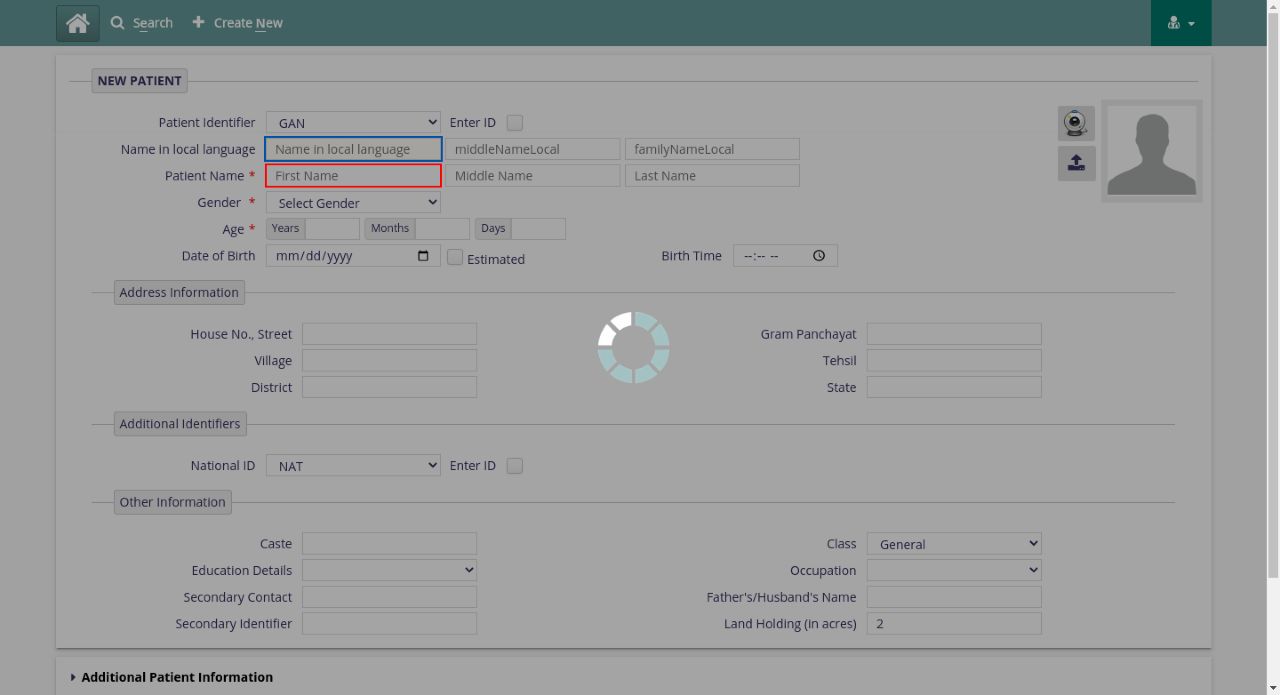 Search Create New
NEW PATIENT
Patient Identifier GAN Enter ID
Name in local language Name in local language middleNameLocal familyNameLocal
Patient Name * First Name Middle Name Last Name
Gender * Select Gender
Age * Years Months Days
Date of Birth mm/dd/yyyy Estimated Birth Time --:-- --
Address Information
House No., Street Gram Panchayat
Village Tehsil
District State
Additional Identifiers
National ID NAT Enter ID
Other Information
Caste Class General
Education Details Occupation
Secondary Contact Father's/Husband's Name
Secondary Identifier Land Holding (in acres) 2
Additional Patient Information